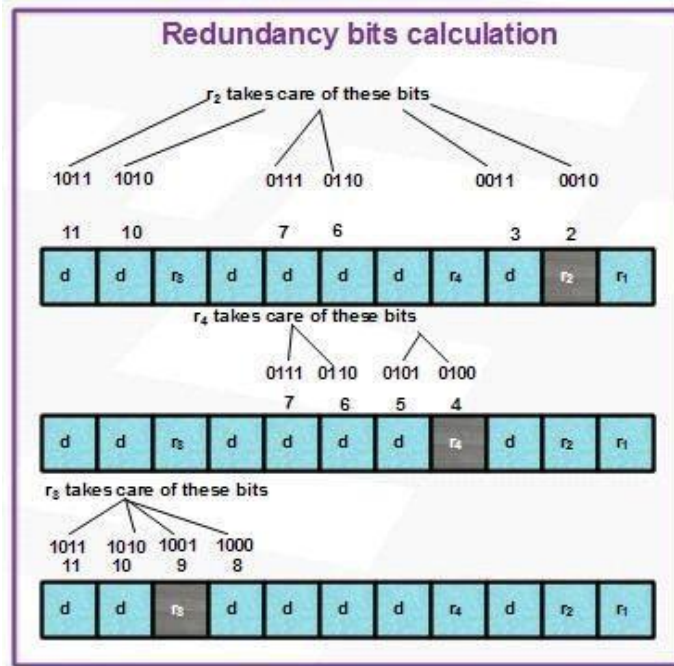 Redundancy bits calculation
r₂ takes care of these bits
1011 1010 0111 0110 0011 0010
11 10 7 6 3 2
d d r₈ d d d d r₄ d r₂ r₁
r₄ takes care of these bits
0111 0110 0101 0100
7 6 5 4
d d r₈ d d d d r₄ d r₂ r₁
r₈ takes care of these bits
1011 1010 1001 1000
11 10 9 8
d d r₈ d d d d r₄ d r₂ r₁